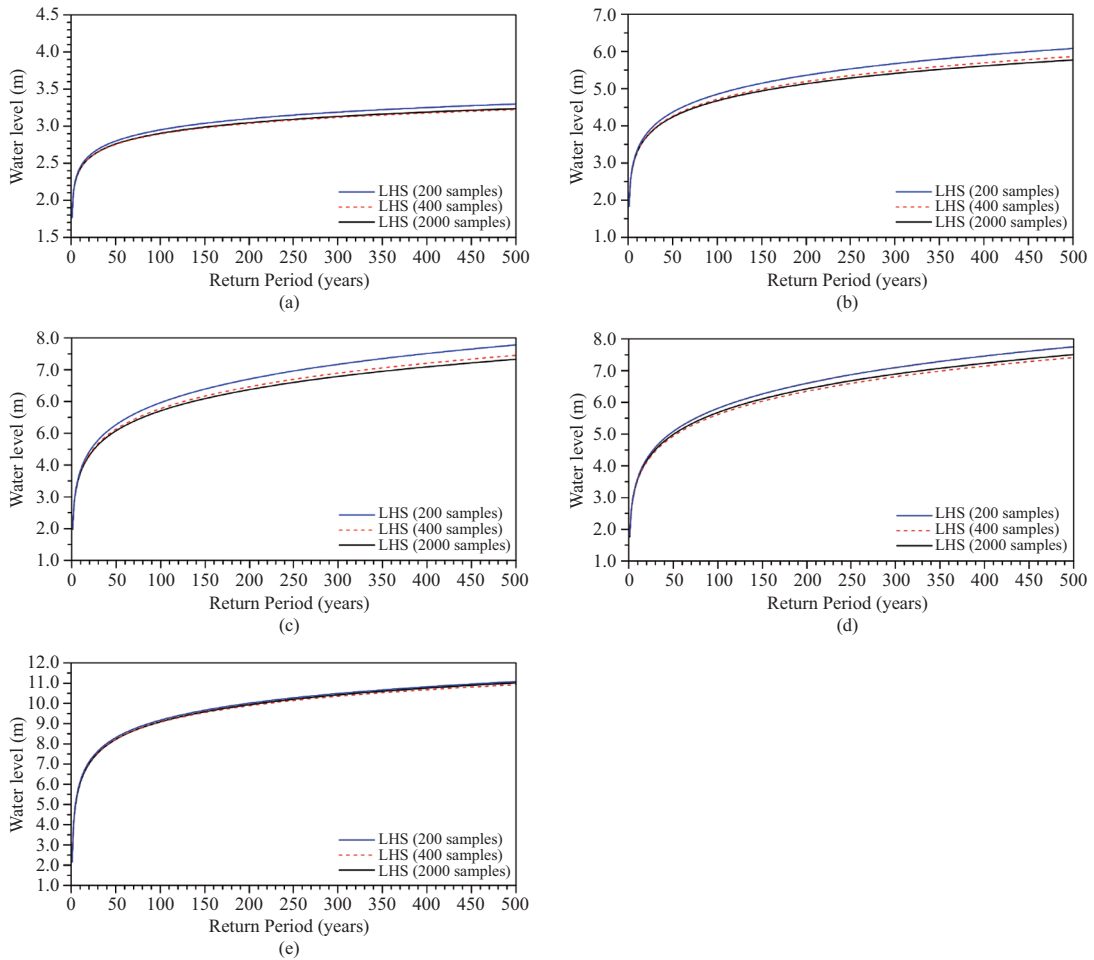 4.5
4.0
3.5
3.0
2.5
2.0
1.5
Water level (m)
LHS (200 samples)
LHS (400 samples)
LHS (2000 samples)
0 50 100 150 200 250 300 350 400 450 500
Return Period (years)
(a)
7.0
6.0
5.0
4.0
3.0
2.0
1.0
Water level (m)
LHS (200 samples)
LHS (400 samples)
LHS (2000 samples)
0 50 100 150 200 250 300 350 400 450 500
Return Period (years)
(b)
8.0
7.0
6.0
5.0
4.0
3.0
2.0
1.0
Water level (m)
LHS (200 samples)
LHS (400 samples)
LHS (2000 samples)
0 50 100 150 200 250 300 350 400 450 500
Return Period (years)
(c)
8.0
7.0
6.0
5.0
4.0
3.0
2.0
1.0
Water level (m)
LHS (200 samples)
LHS (400 samples)
LHS (2000 samples)
0 50 100 150 200 250 300 350 400 450 500
Return Period (years)
(d)
12.0
11.0
10.0
9.0
8.0
7.0
6.0
5.0
4.0
3.0
2.0
1.0
Water level (m)
LHS (200 samples)
LHS (400 samples)
LHS (2000 samples)
0 50 100 150 200 250 300 350 400 450 500
Return Period (years)
(e)